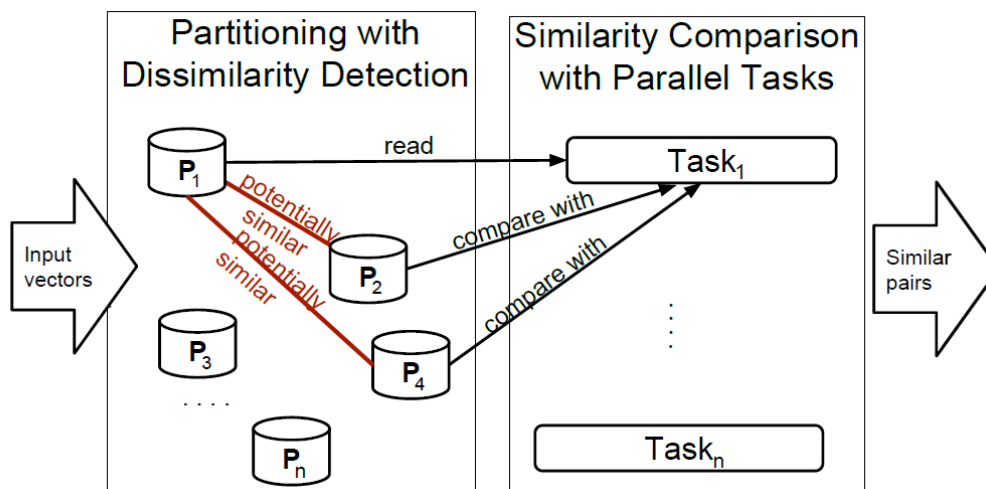 Partitioning with
Dissimilarity Detection
Similarity Comparison
with Parallel Tasks
P1
read
Task1
potentially
similar
potentially
similar
compare with
compare with
Input
vectors
P2
Similar
pairs
P3
P4
. . . .
. . . .
Pn
Taskn